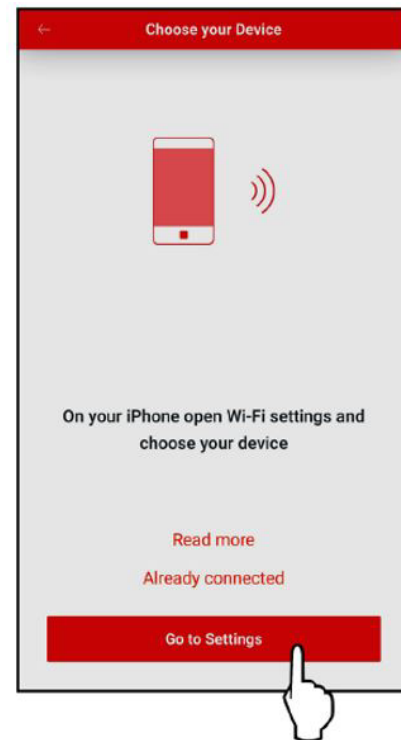 Choose your Device
On your iPhone open Wi-Fi settings and
choose your device
Read more
Already connected
Go to Settings